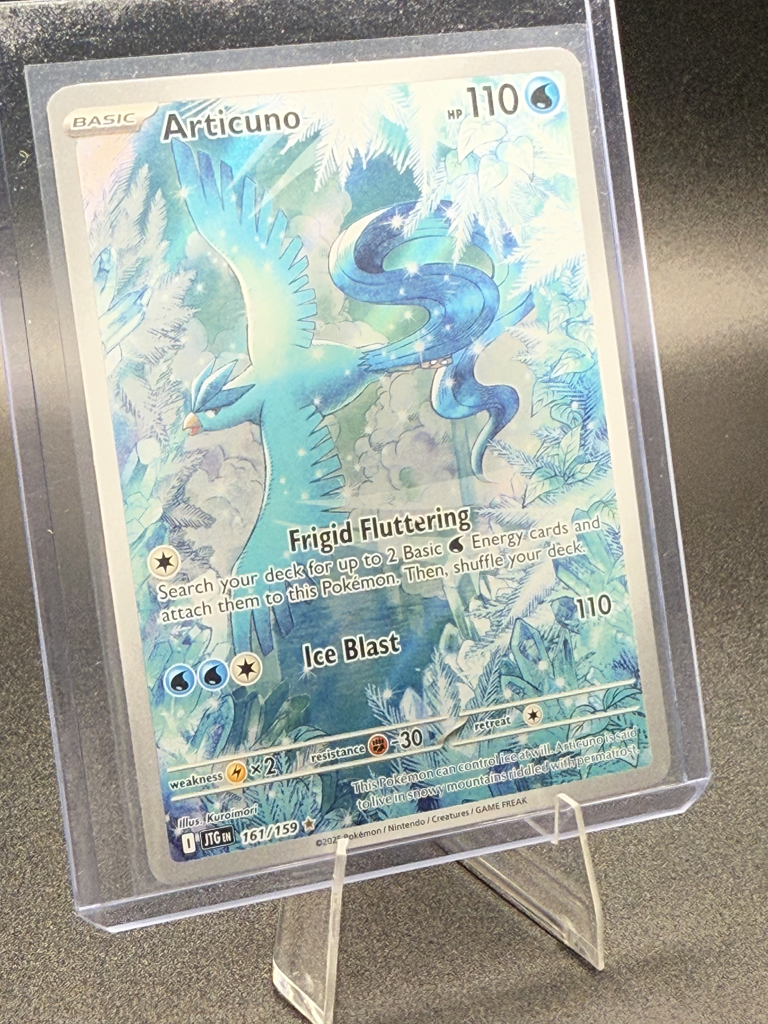 BASIC Articuno HP 110
Frigid Fluttering
Search your deck for up to 2 Basic Energy cards and
attach them to this Pokémon. Then, shuffle your deck.
Ice Blast 110
weakness ×2 resistance -30 retreat
This Pokémon can control ice at will. Articuno is said
to live in snowy mountains riddled with permafrost.
Illus. Kuroimori
I JTG EN 161/159 ©2025 Pokémon / Nintendo / Creatures / GAME FREAK